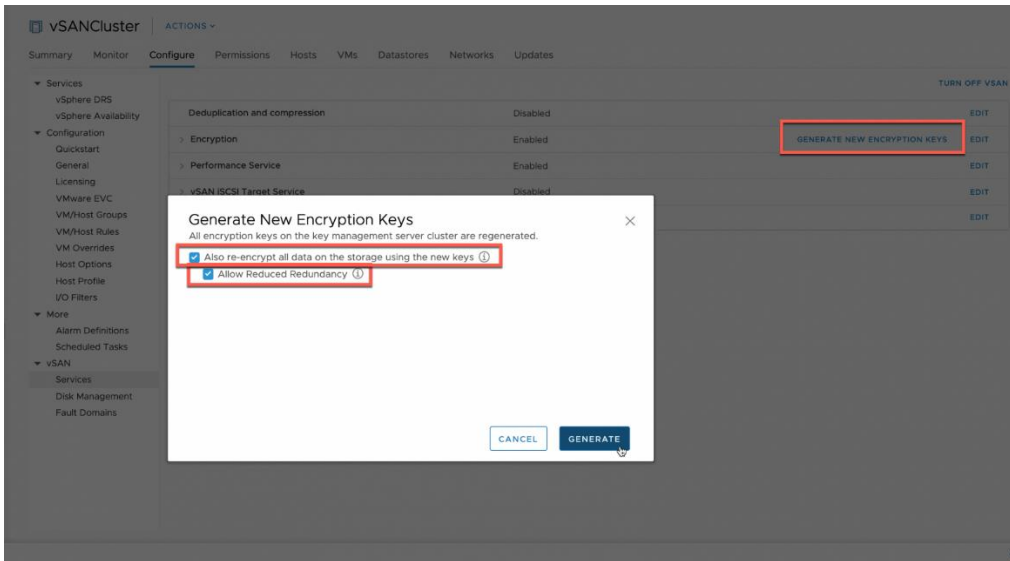 vSANCluster ACTIONS
Summary Monitor Configure Permissions Hosts VMs Datastores Networks Updates
Services
vSphere DRS
vSphere Availability
Configuration
Quickstart
General
Licensing
VMware EVC
VM/Host Groups
VM/Host Rules
VM Overrides
Host Options
Host Profile
I/O Filters
More
Alarm Definitions
Scheduled Tasks
vSAN
Services
Disk Management
Fault Domains
TURN OFF VSAN
Deduplication and compression Disabled EDIT
Encryption Enabled GENERATE NEW ENCRYPTION KEYS EDIT
Performance Service Enabled EDIT
vSAN iSCSI Target Service Disabled EDIT
EDIT
Generate New Encryption Keys
All encryption keys on the key management server cluster are regenerated.
Also re-encrypt all data on the storage using the new keys
Allow Reduced Redundancy
CANCEL GENERATE